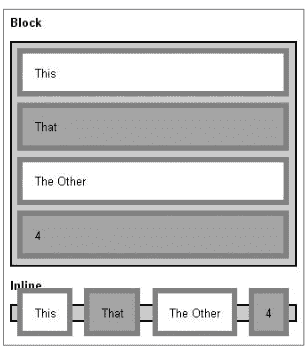 Block
This
That
The Other
4
Inline
This That The Other 4